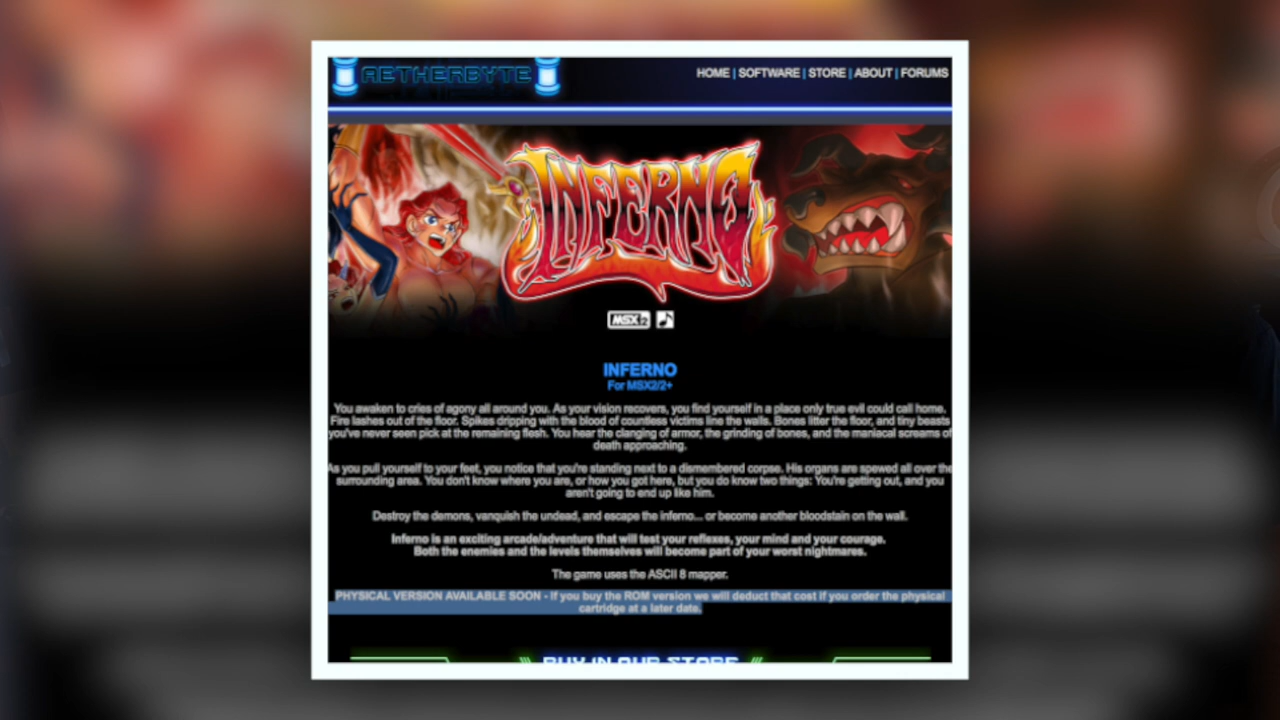 AETHERBYTE
HOME | SOFTWARE | STORE | ABOUT | FORUMS
INFERNO
MSX2
INFERNO
For MSX2/2+
You awaken to cries of agony all around you. As your vision recovers, you find yourself in a place only true evil could call home.
Fire lashes out of the floor. Spikes dripping with the blood of countless victims line the walls. Bones litter the floor, and tiny beasts
you've never seen pick at the remaining flesh. You hear the clanging of armor, the grinding of bones, and the maniacal screams of
death approaching.
As you pull yourself to your feet, you notice that you're standing next to a dismembered corpse. His organs are spewed all over the
surrounding area. You don't know where you are, or how you got here, but you do know two things: You're getting out, and you
aren't going to end up like him.
Destroy the demons, vanquish the undead, and escape the inferno... or become another bloodstain on the wall.
Inferno is an exciting arcade/adventure that will test your reflexes, your mind and your courage.
Both the enemies and the levels themselves will become part of your worst nightmares.
The game uses the ASCII 8 mapper.
PHYSICAL VERSION AVAILABLE SOON - If you buy the ROM version we will deduct that cost if you order the physical
cartridge at a later date.
BUY IN OUR STORE